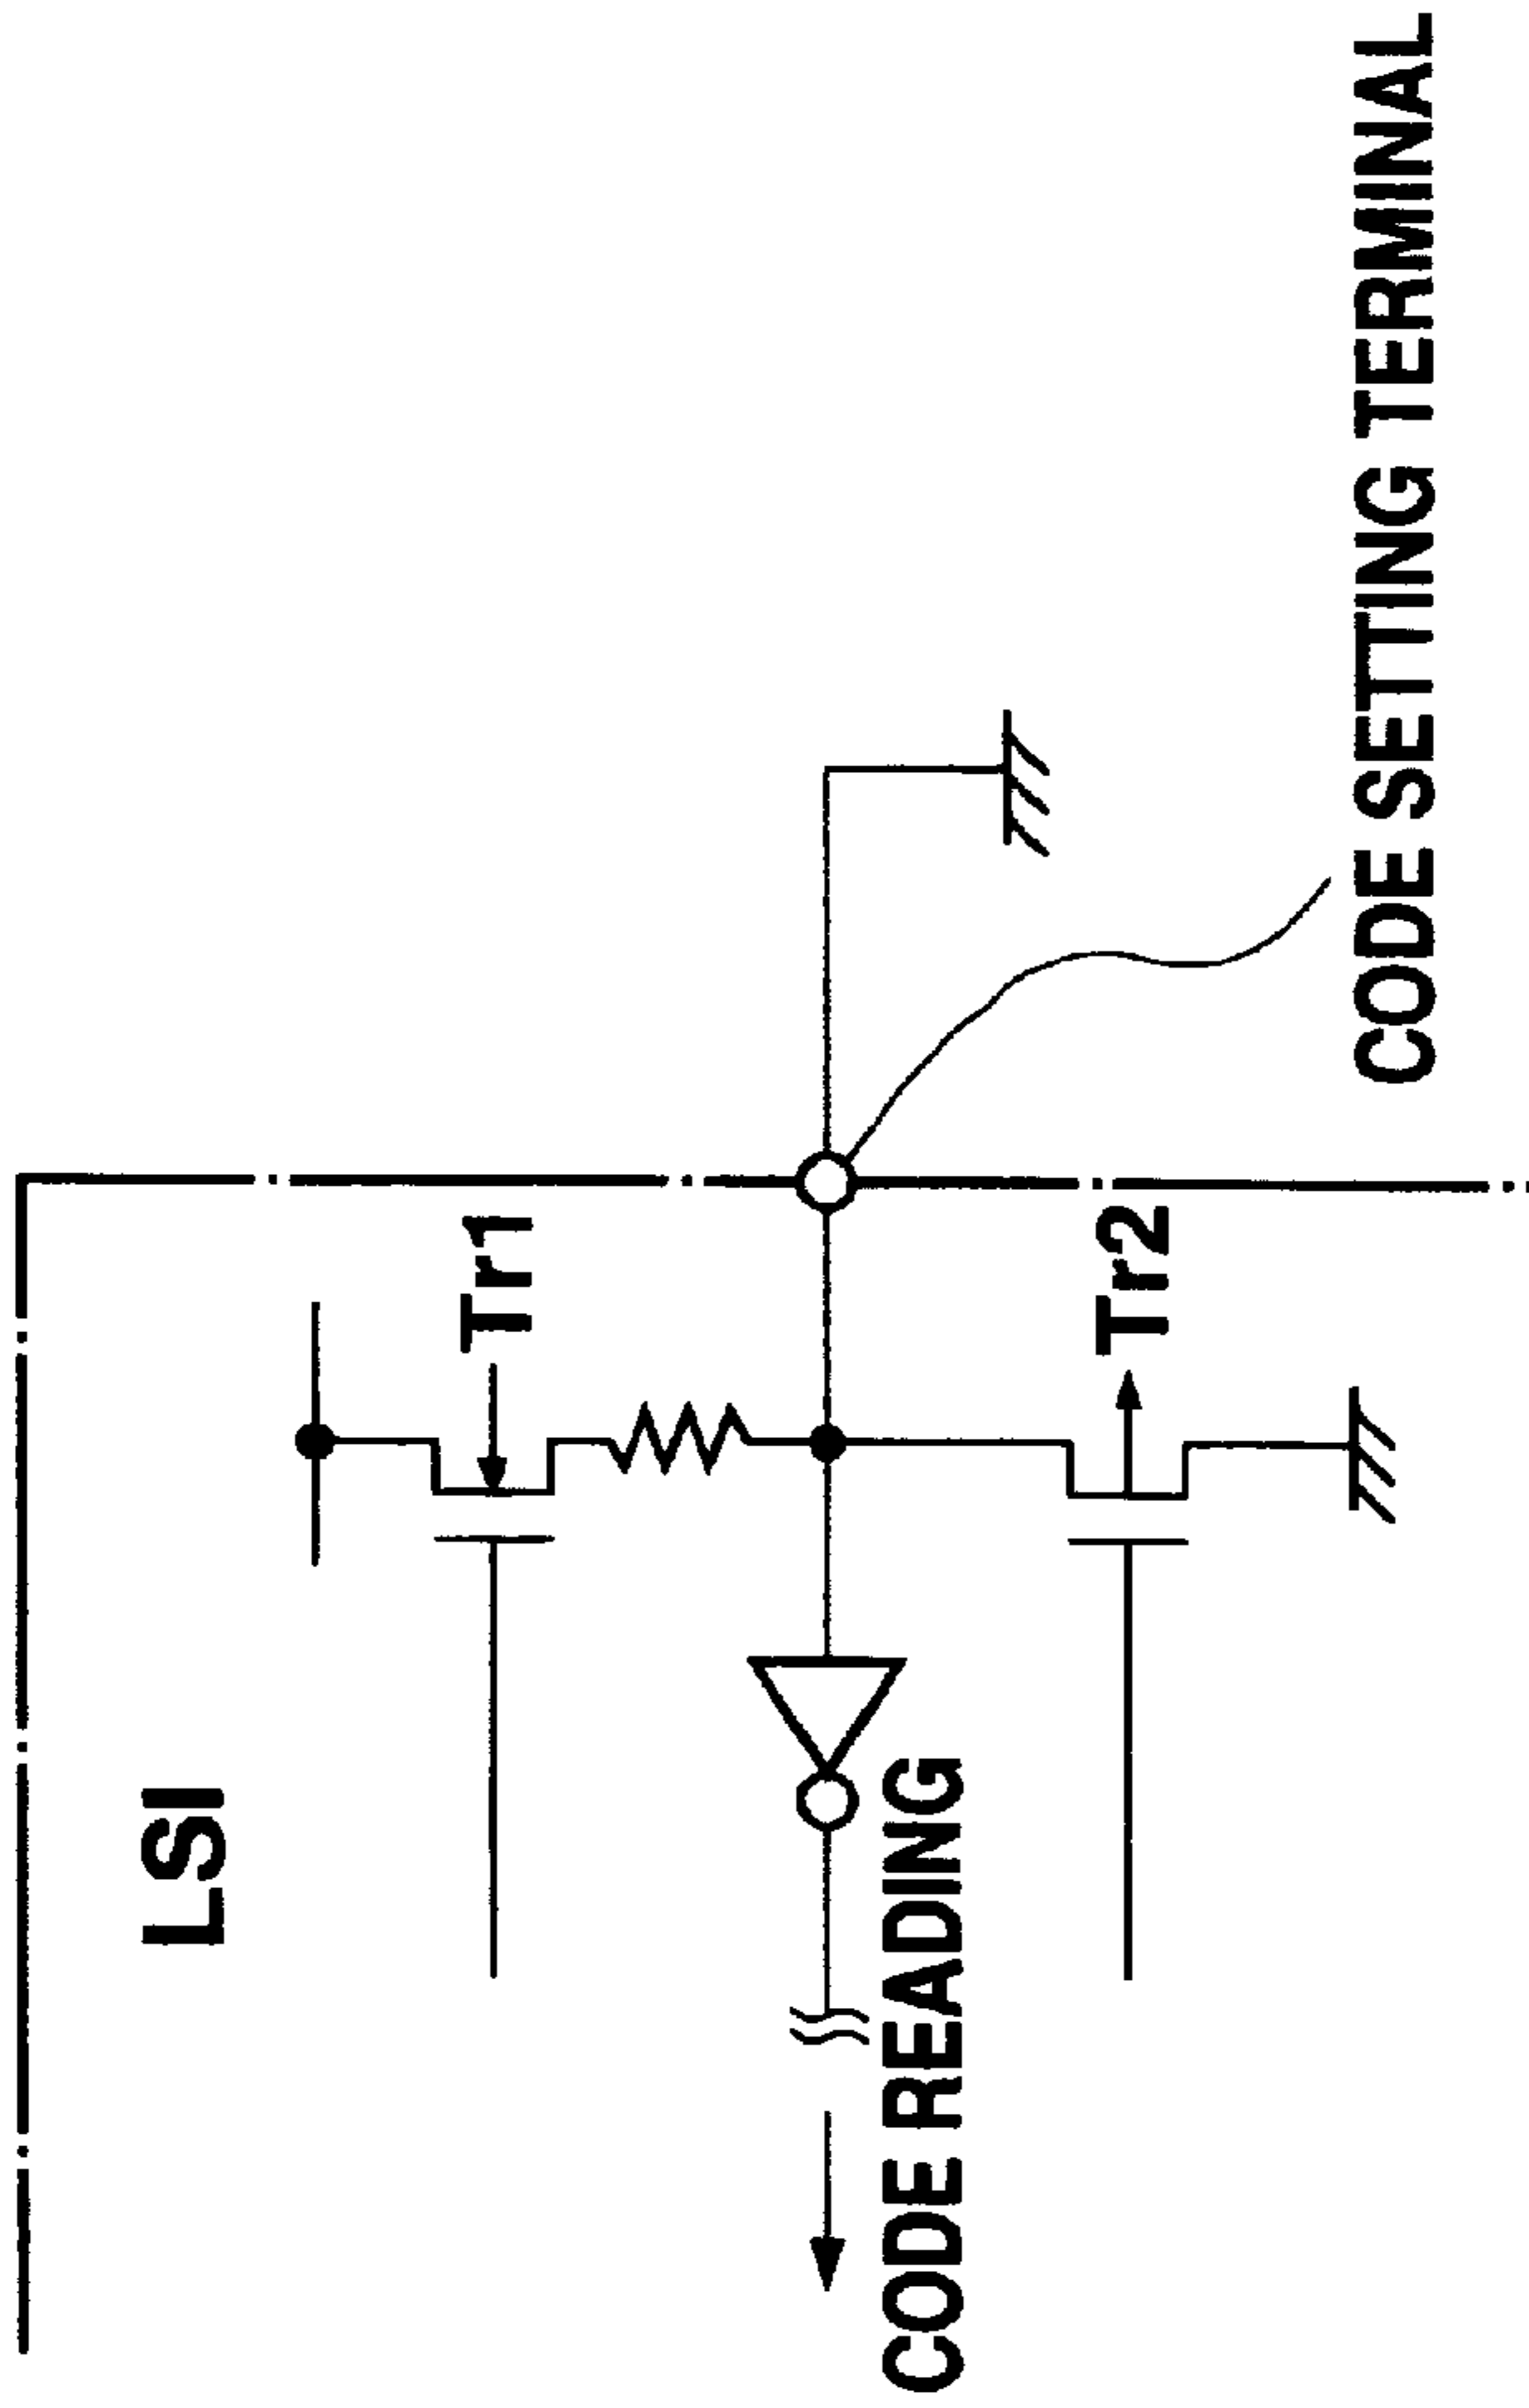 LSI
Tr1
CODE READING
Tr2
CODE SETTING TERMINAL